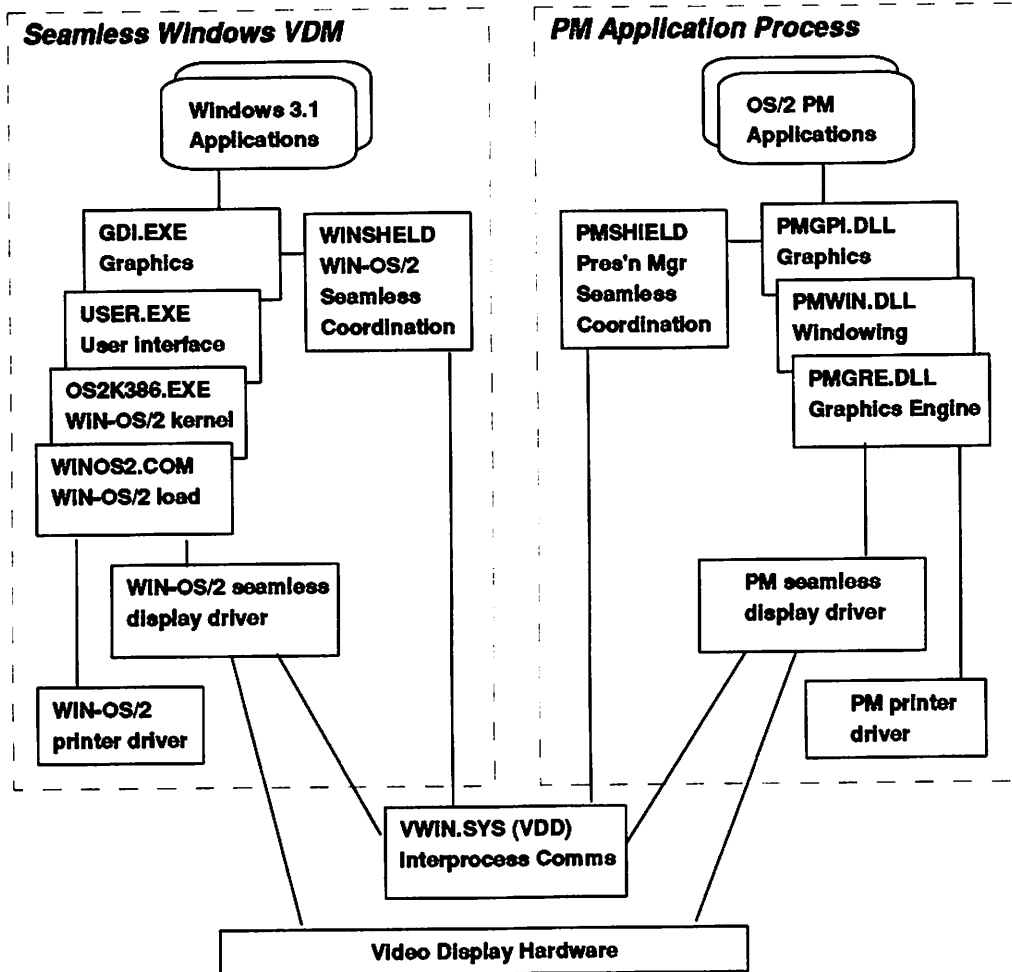 Seamless Windows VDM
Windows 3.1
Applications
GDI.EXE
Graphics
WINSHELD
WIN-OS/2
Seamless
Coordination
USER.EXE
User interface
OS2K386.EXE
WIN-OS/2 kernel
WINOS2.COM
WIN-OS/2 load
WIN-OS/2 seamless
display driver
WIN-OS/2
printer driver
PM Application Process
OS/2 PM
Applications
PMSHIELD
Pres'n Mgr
Seamless
Coordination
PMGPI.DLL
Graphics
PMWIN.DLL
Windowing
PMGRE.DLL
Graphics Engine
PM seamless
display driver
PM printer
driver
VWIN.SYS (VDD)
Interprocess Comms
Video Display Hardware